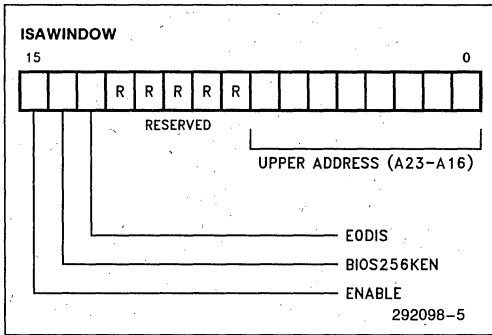 ISAWINDOW
15 0
R R R R R
RESERVED
UPPER ADDRESS (A23–A16)
E0DIS
BIOS256KEN
ENABLE
292098–5